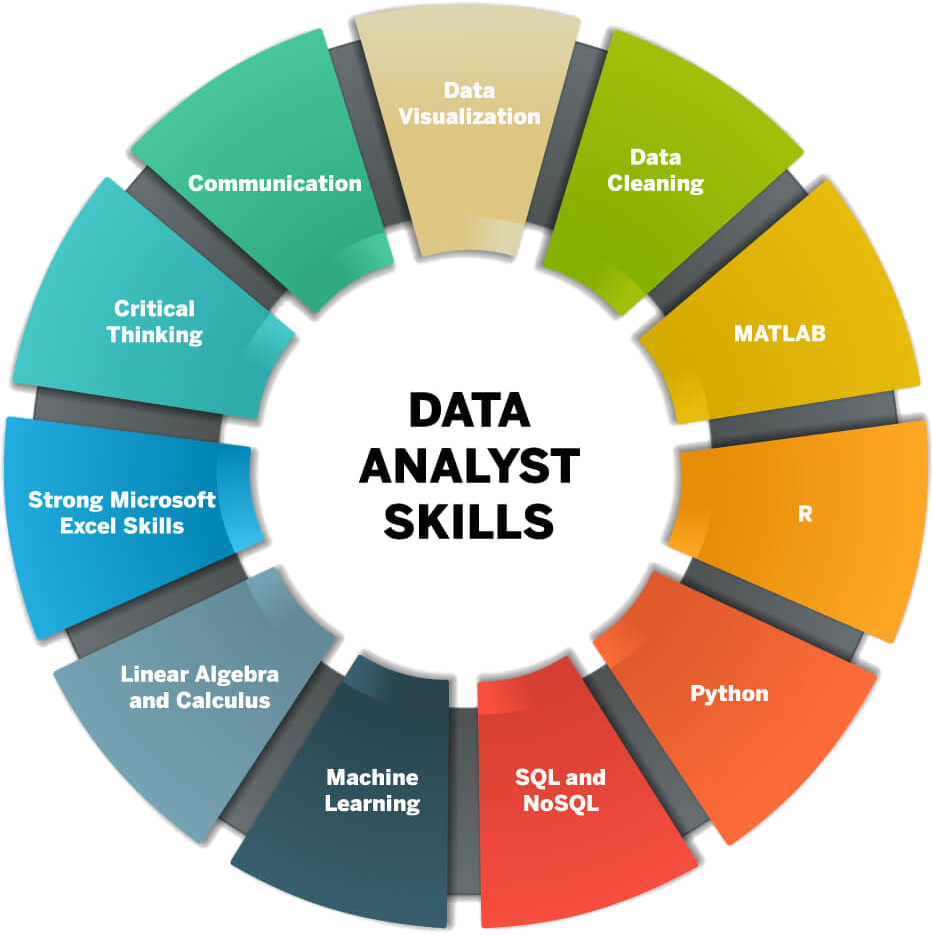 DATA
ANALYST
SKILLS
Data
Visualization
Data
Cleaning
MATLAB
R
Python
SQL and
NoSQL
Machine
Learning
Linear Algebra
and Calculus
Strong Microsoft
Excel Skills
Critical
Thinking
Communication